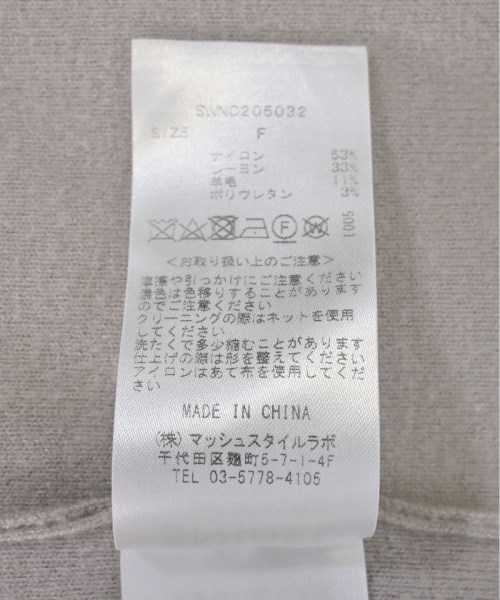 SWNC205032
SIZE F
ナイロン 53%
レーヨン 33%
羊毛 11%
ポリウレタン 3%
F W E005
<お取り扱い上のご注意>
摩擦や引っかけにご注意ください
濃色は色移りすることがあります
のでご注意ください
クリーニングの際はネットを使用
してください
洗たくで多少縮むことがあります
仕上げの際は形を整えてください
アイロンはあて布を使用してくだ
さい
MADE IN CHINA
(株)マッシュスタイルラボ
千代田区麹町5-7-1-4F
TEL 03-5778-4105